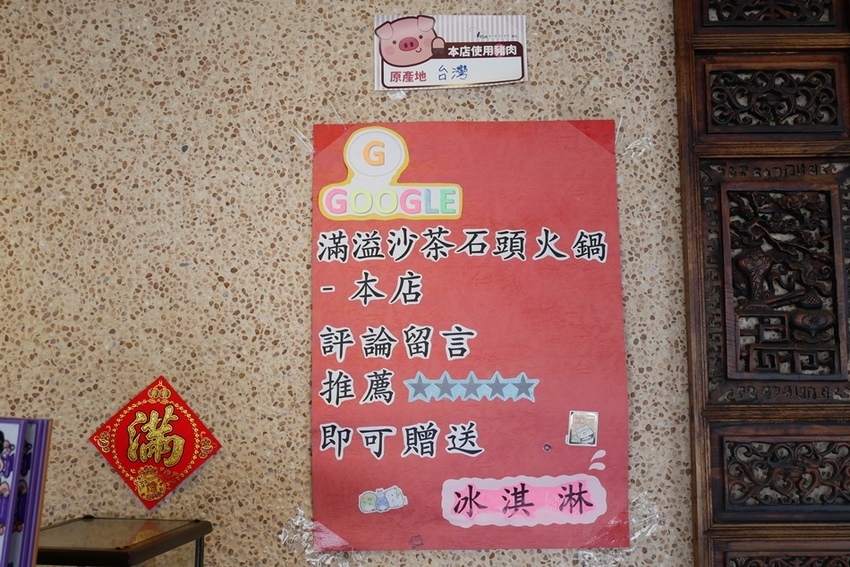 本店使用豬肉
原產地 台灣
G
GOOGLE
滿溢沙茶石頭火鍋
- 本店
評論留言
推薦★★★★★
即可贈送
冰淇淋
滿